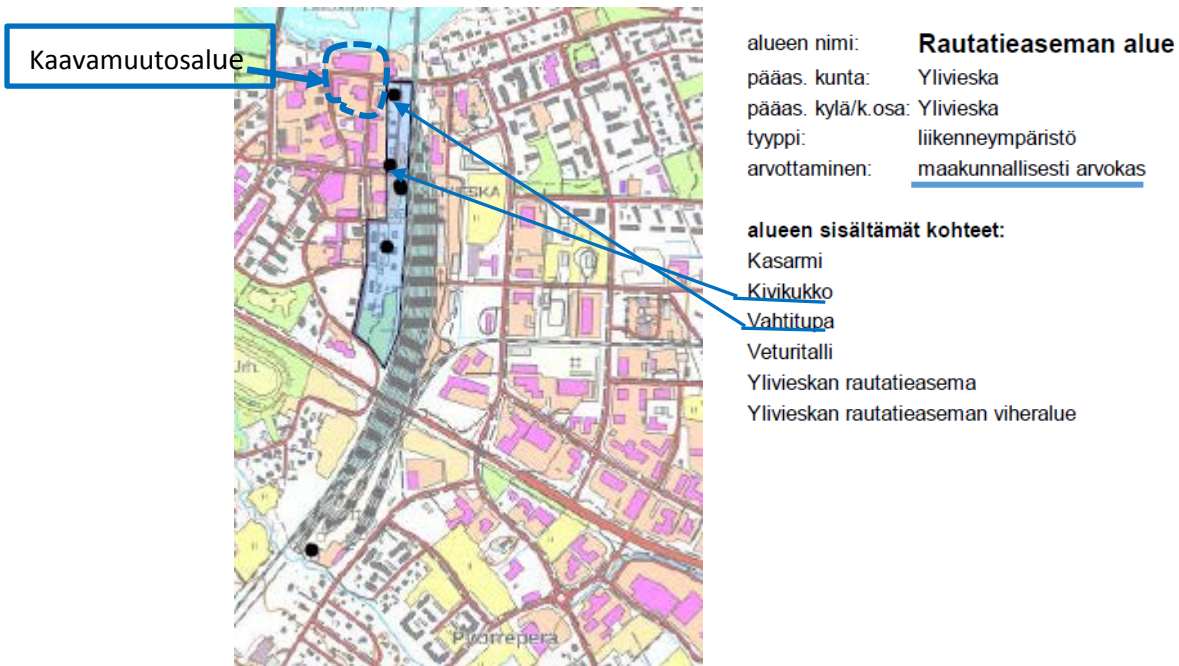 Kaavamuutosalue
alueen nimi: Rautatieaseman alue
pääas. kunta: Ylivieska
pääas. kylä/k.osa: Ylivieska
tyyppi: liikenneympäristö
arvottaminen: maakunnallisesti arvokas
alueen sisältämät kohteet:
Kasarmi
Kivikukko
Vahtitupa
Veturitalli
Ylivieskan rautatieasema
Ylivieskan rautatieaseman viheralue